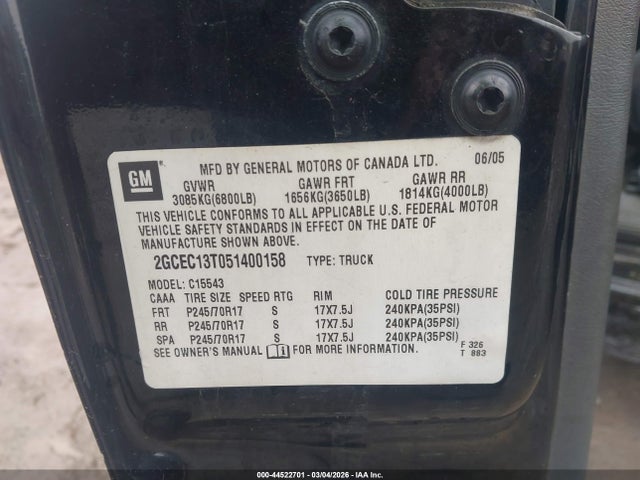 GM
MFD BY GENERAL MOTORS OF CANADA LTD. 06/05
GVWR GAWR FRT GAWR RR
3085KG(6800LB) 1656KG(3650LB) 1814KG(4000LB)
THIS VEHICLE CONFORMS TO ALL APPLICABLE U.S. FEDERAL MOTOR
VEHICLE SAFETY STANDARDS IN EFFECT ON THE DATE OF
MANUFACTURE SHOWN ABOVE.
2GCEC13T051400158 TYPE: TRUCK
MODEL: C15543
CAAA TIRE SIZE SPEED RTG RIM COLD TIRE PRESSURE
FRT P245/70R17 S 17X7.5J 240KPA(35PSI)
RR P245/70R17 S 17X7.5J 240KPA(35PSI)
SPA P245/70R17 S 17X7.5J 240KPA(35PSI)
SEE OWNER'S MANUAL FOR MORE INFORMATION.
F 326
T 883
000-44522701 - 03/04/2026 - IAAI.COM